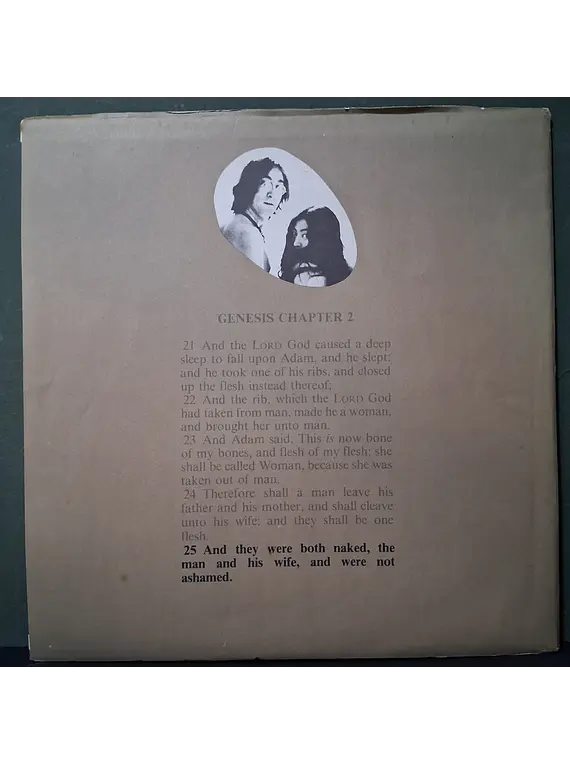 GENESIS CHAPTER 2
21 And the LORD God caused a deep
sleep to fall upon Adam, and he slept:
and he took one of his ribs, and closed
up the flesh instead thereof;
22 And the rib, which the LORD God
had taken from man, made he a woman,
and brought her unto man.
23 And Adam said, This is now bone
of my bones, and flesh of my flesh: she
shall be called Woman, because she was
taken out of man.
24 Therefore shall a man leave his
father and his mother, and shall cleave
unto his wife: and they shall be one
flesh.
25 And they were both naked, the
man and his wife, and were not
ashamed.